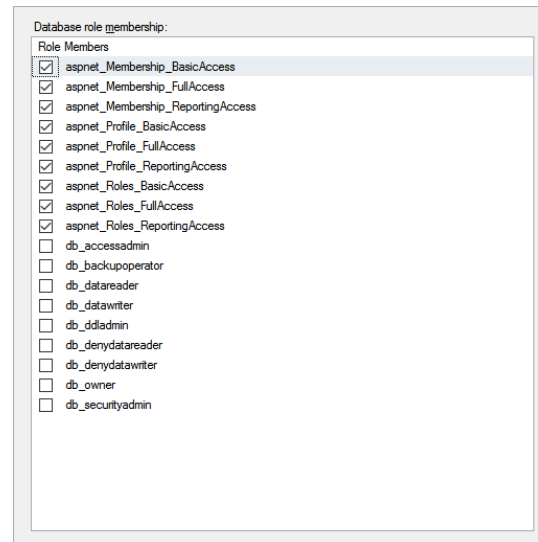 Database role membership:
Role Members
aspnet_Membership_BasicAccess
aspnet_Membership_FullAccess
aspnet_Membership_ReportingAccess
aspnet_Profile_BasicAccess
aspnet_Profile_FullAccess
aspnet_Profile_ReportingAccess
aspnet_Roles_BasicAccess
aspnet_Roles_FullAccess
aspnet_Roles_ReportingAccess
db_accessadmin
db_backupoperator
db_datareader
db_datawriter
db_ddladmin
db_denydatareader
db_denydatawriter
db_owner
db_securityadmin